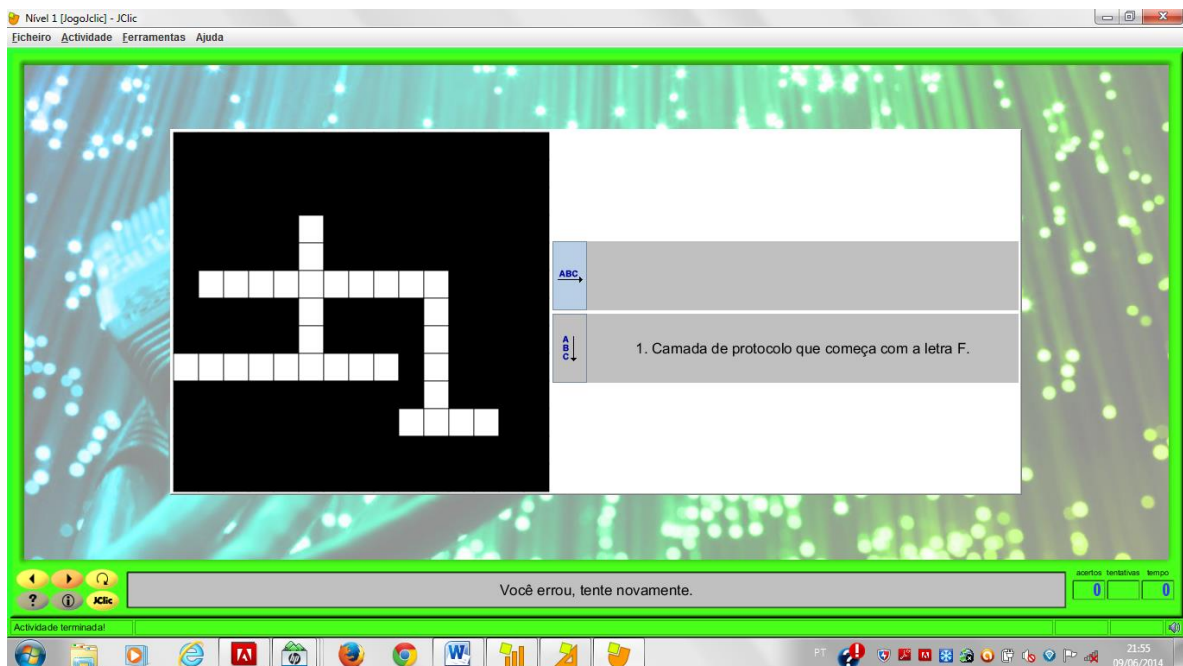 Nível 1 [JogoJclic] - JClic
Ficheiro Actividade Ferramentas Ajuda
ABC
A
B
C
1. Camada de protocolo que começa com a letra F.
Você errou, tente novamente.
acertos tentativas tempo
0 0
? i JClic
Actividade terminada!
PT
21:55
09/06/2014